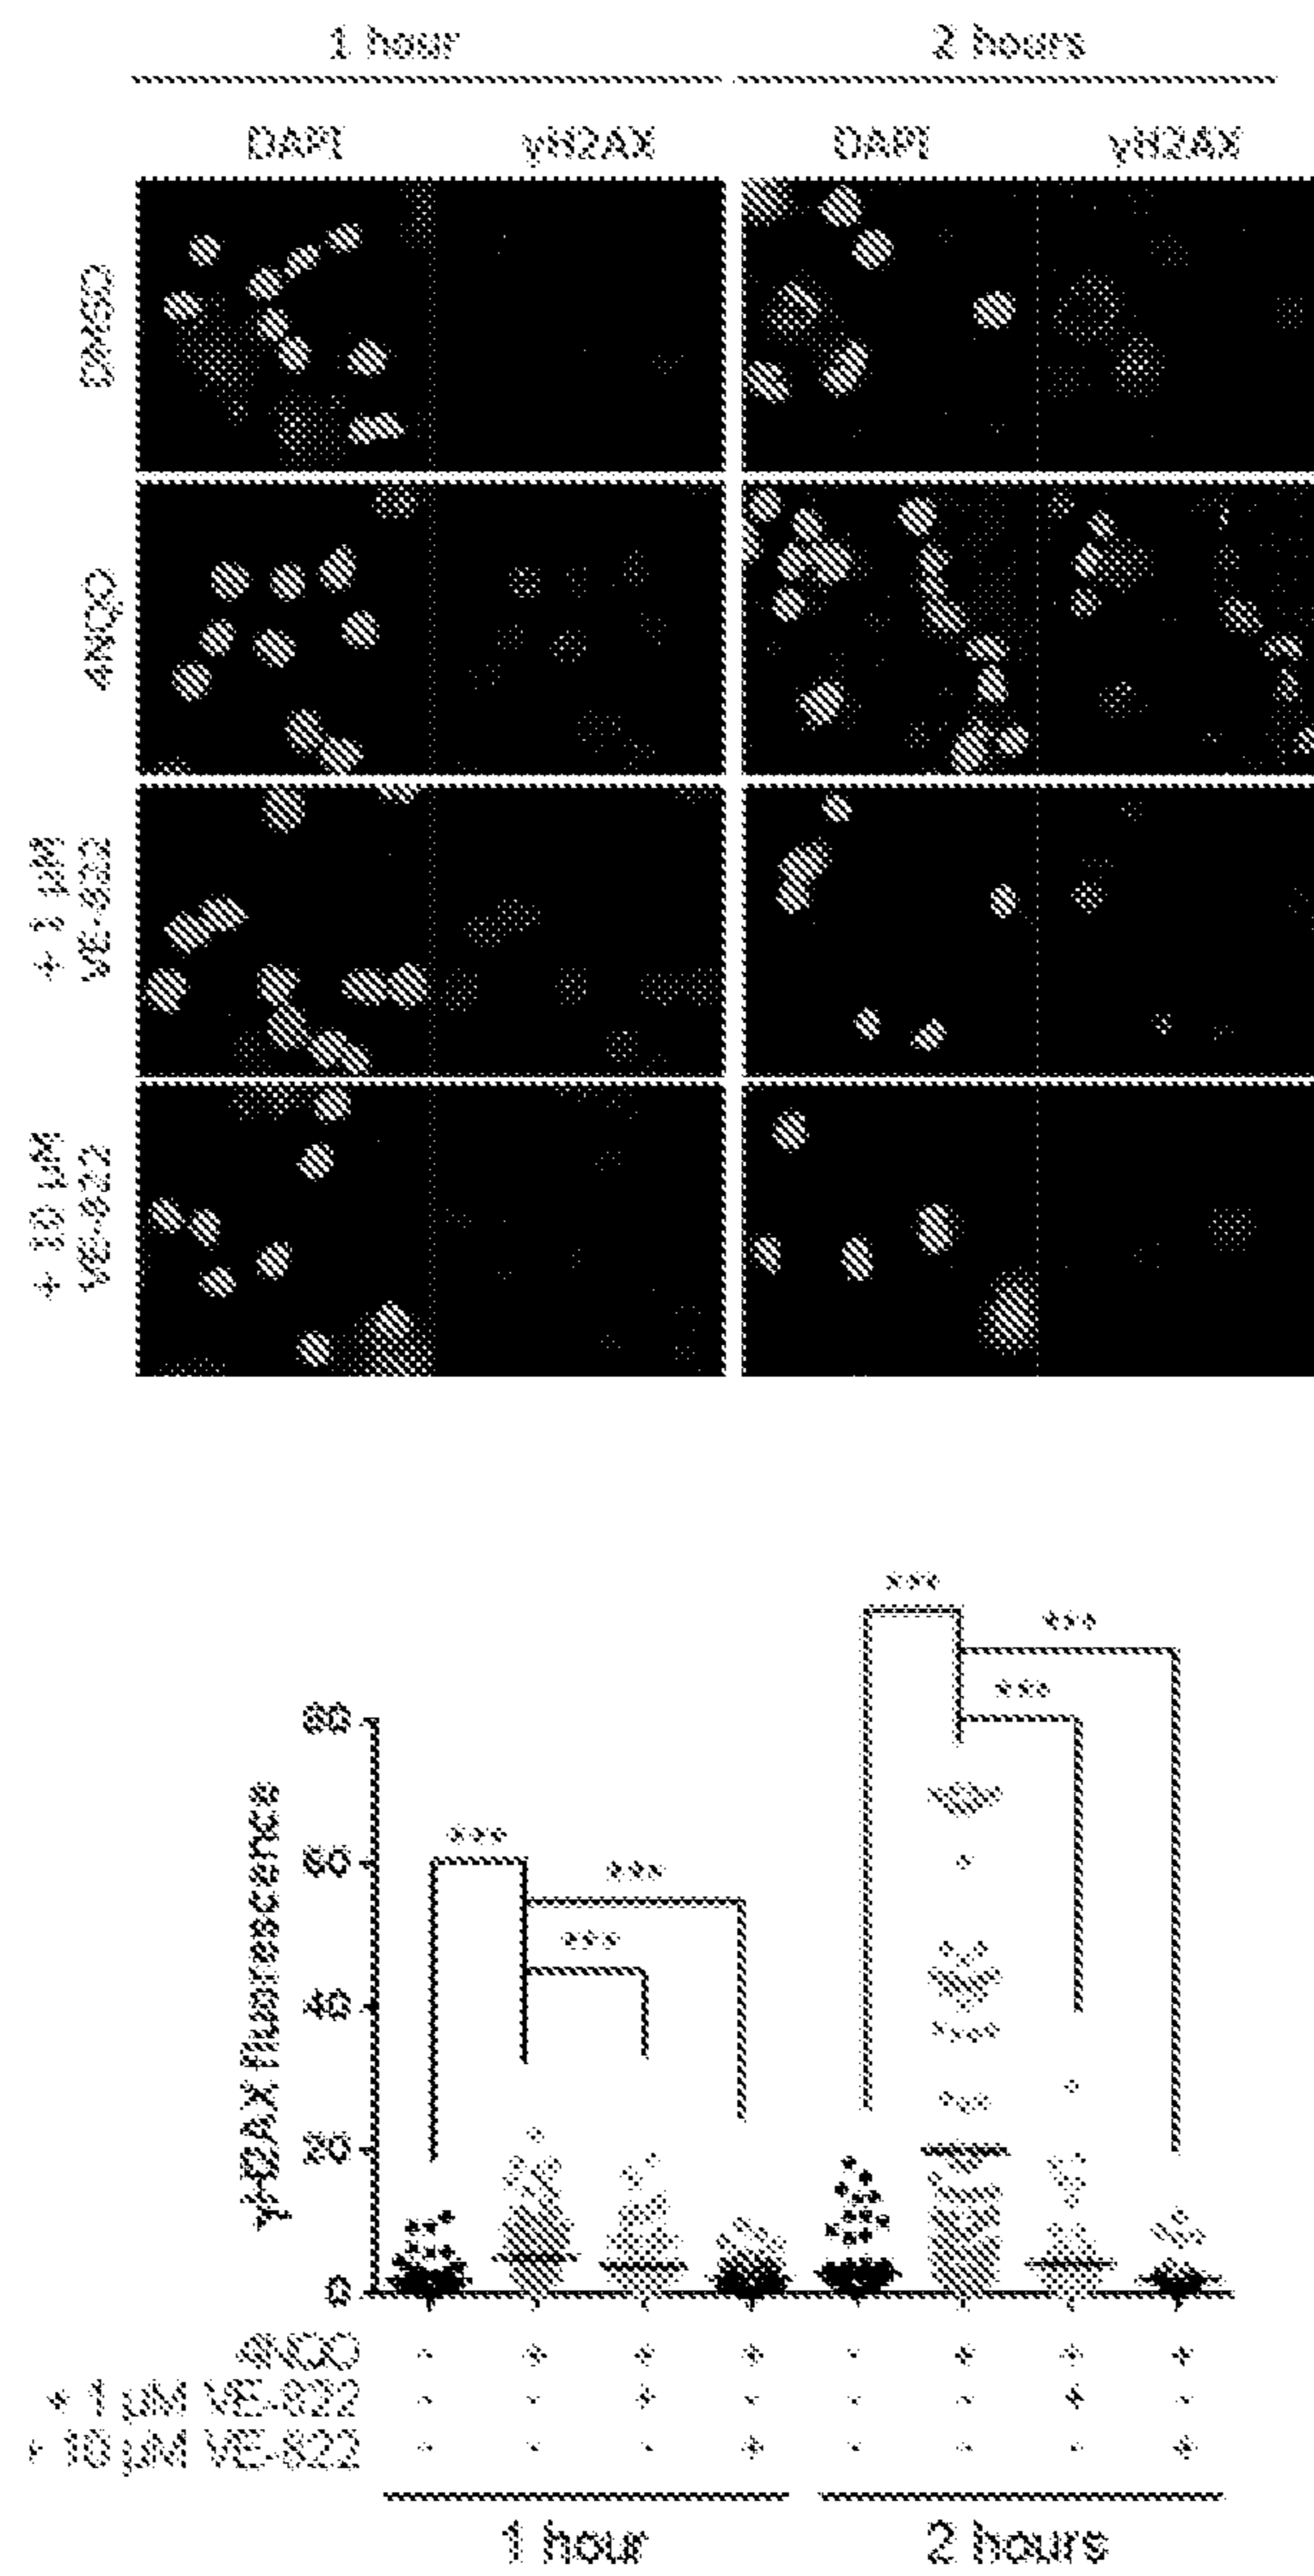 1 hour 2 hours
DAPI γH2AX DAPI γH2AX
DMSO
4NQO
+ 1 µM
VE-822
+ 10 µM
VE-822
***
***
***
80
***
60
***
***
40
20
0
γH2AX fluorescence
4NQO - + + + - + + +
+ 1 µM VE-822 - - + - - - + -
+ 10 µM VE-822 - - - + - - - +
1 hour 2 hours